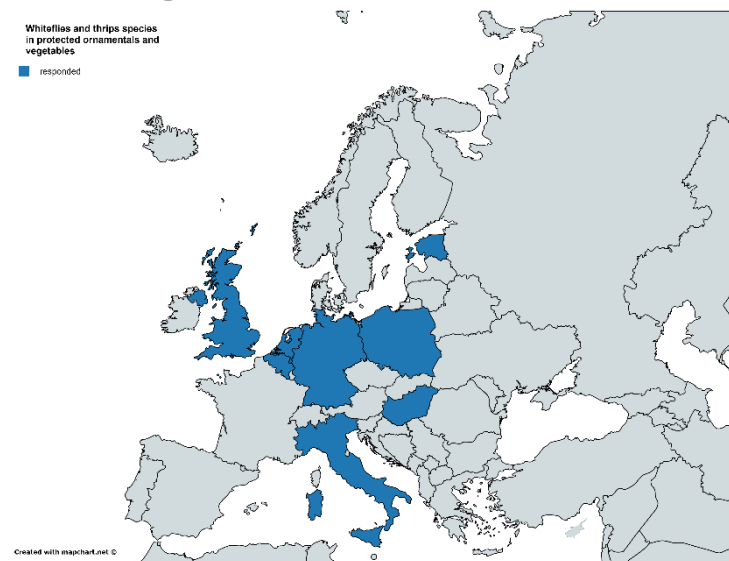 Whiteflies and thrips species
in protected ornamentals and
vegetables
responded
Created with mapchart.net ©